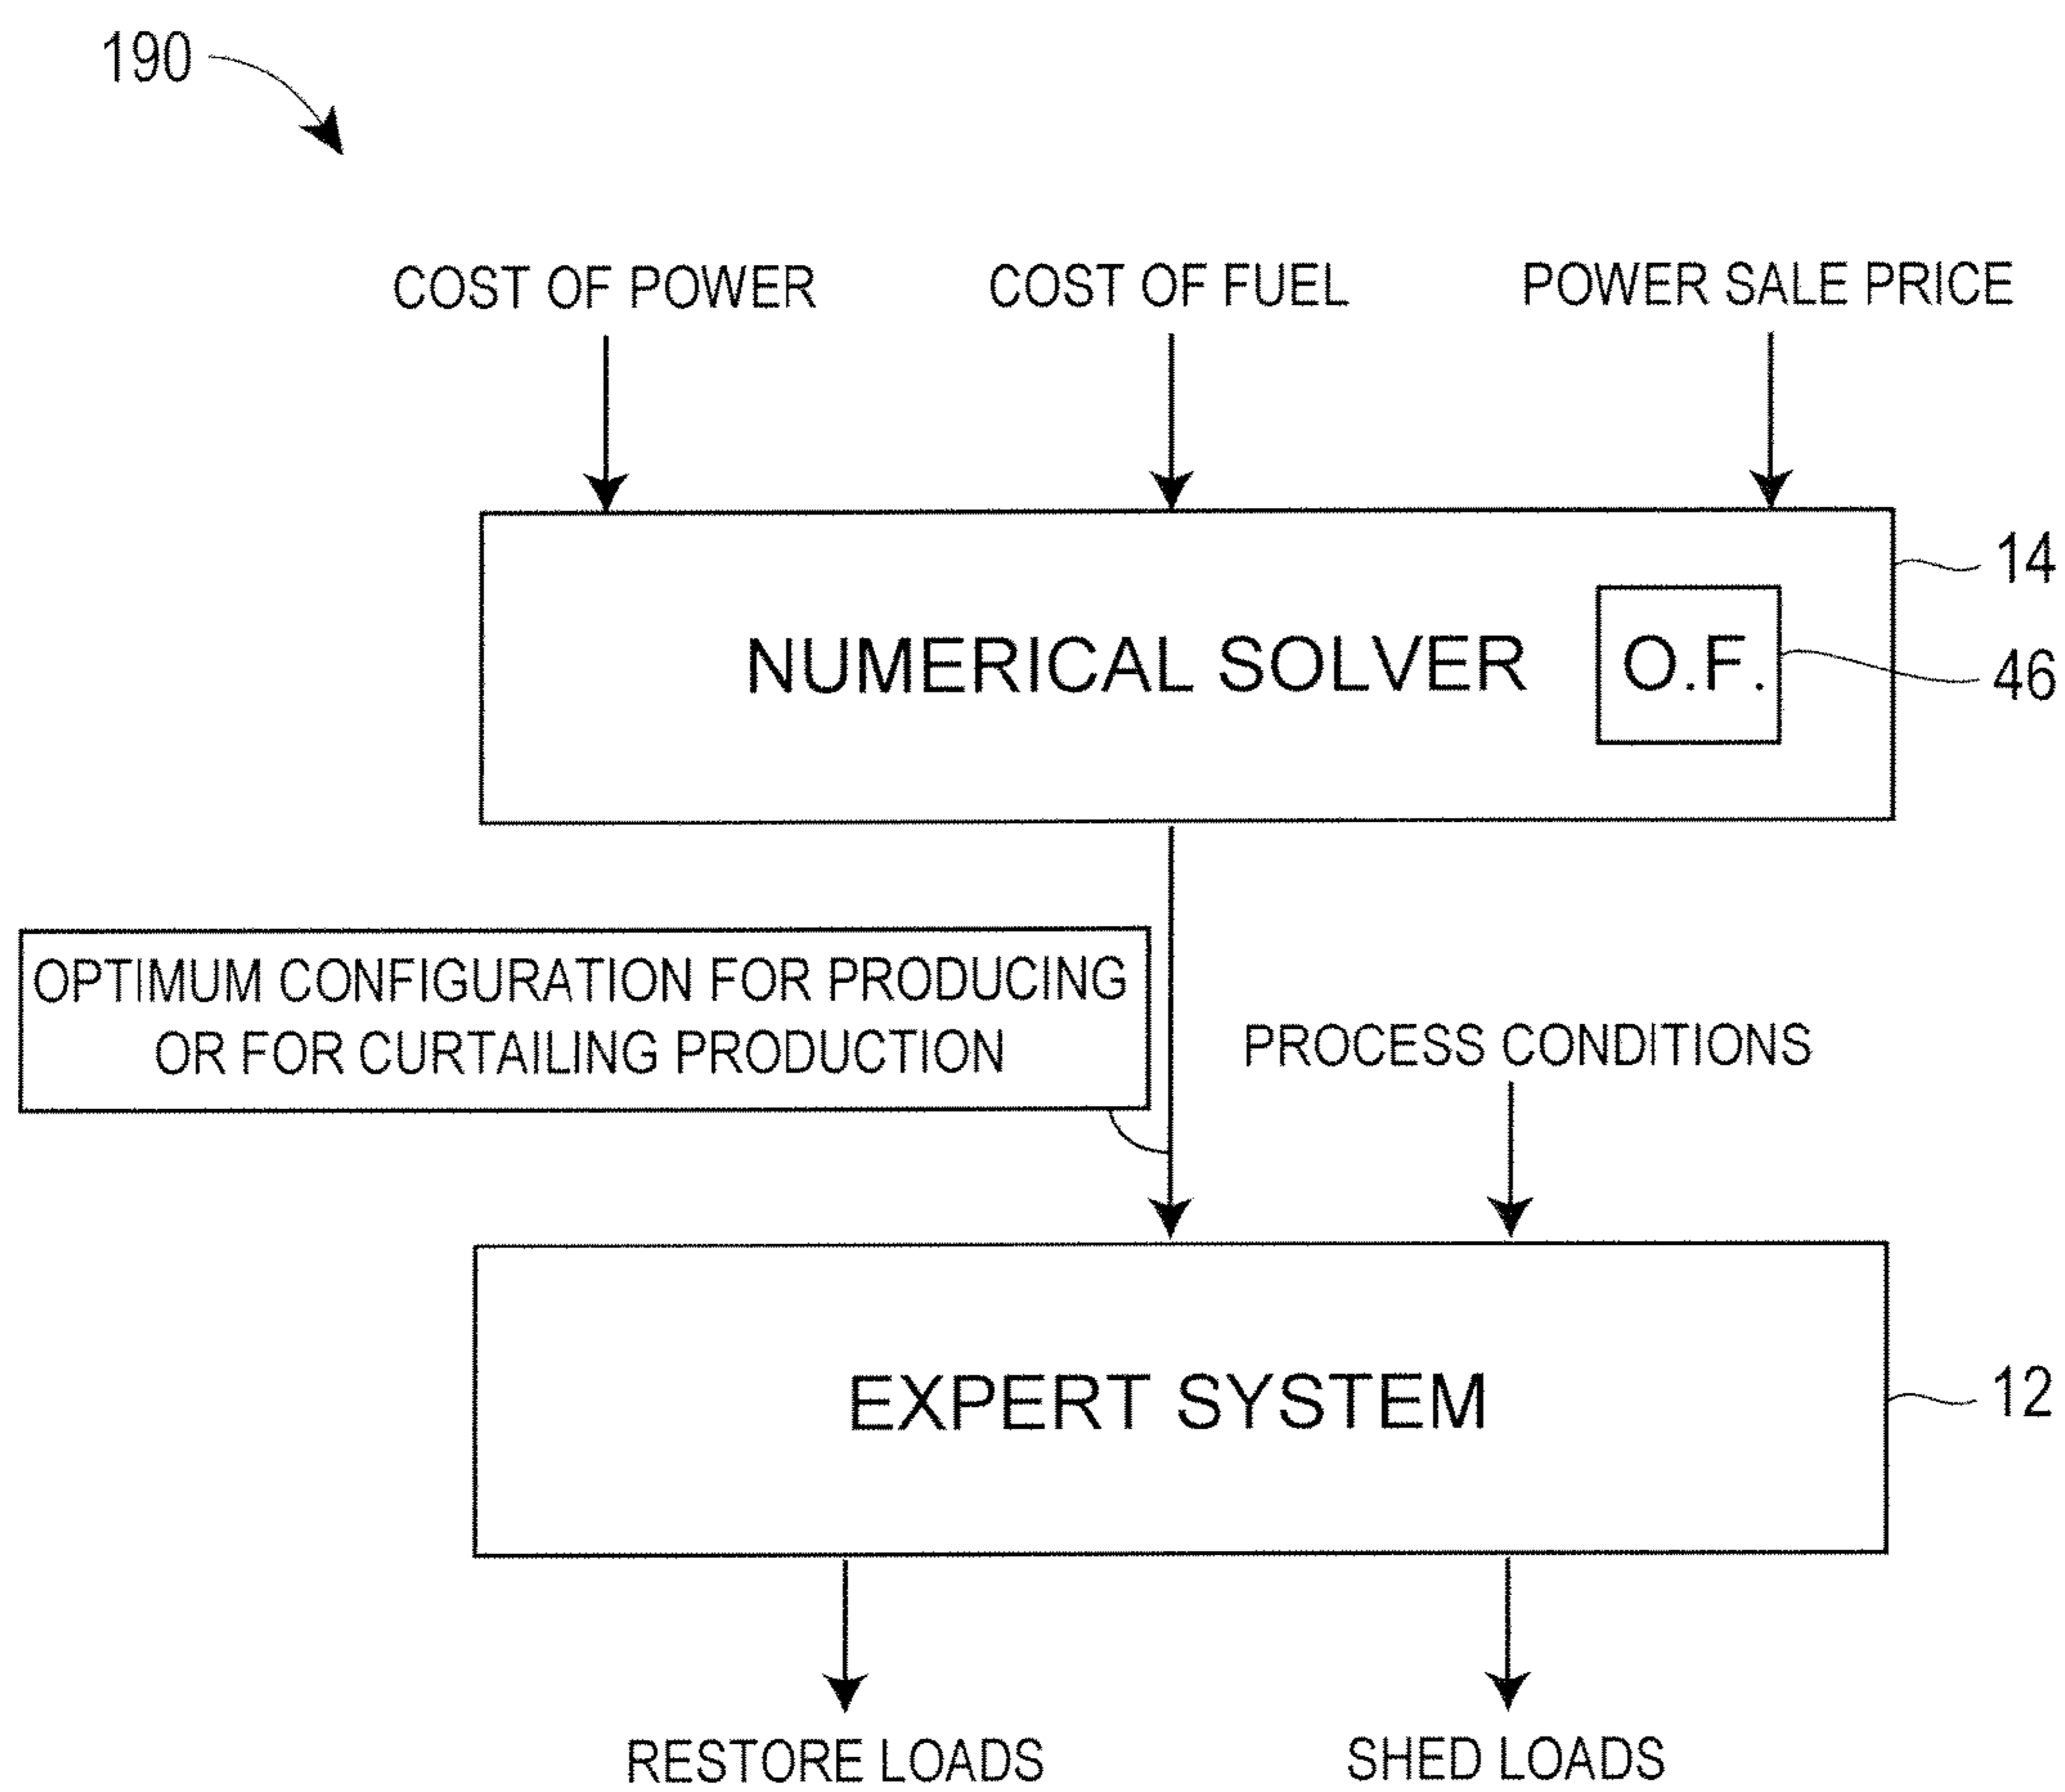 190
COST OF POWER
COST OF FUEL
POWER SALE PRICE
14
NUMERICAL SOLVER
O.F.
46
OPTIMUM CONFIGURATION FOR PRODUCING
OR FOR CURTAILING PRODUCTION
PROCESS CONDITIONS
EXPERT SYSTEM
12
RESTORE LOADS
SHED LOADS